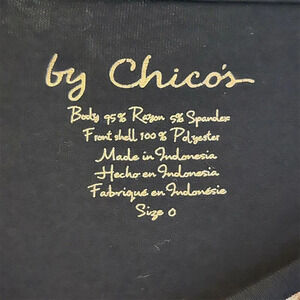 by Chico's
Body 95% Rayon 5% Spandex
Front shell 100% Polyester
Made in Indonesia
Hecho en Indonesia
Fabriqué en Indonésie
Size 0